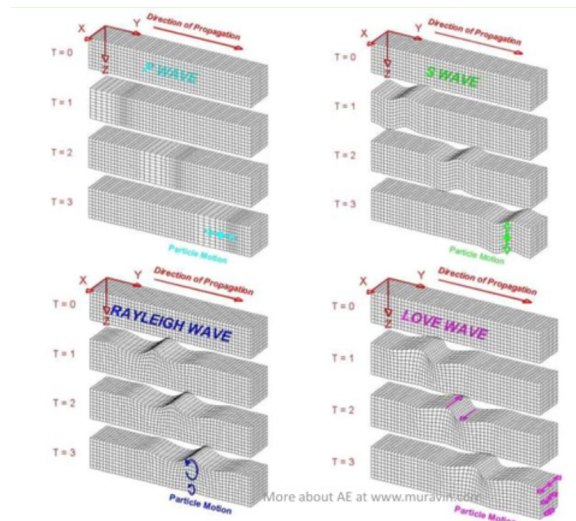 X
Y
Direction of Propagation
T = 0
P WAVE
Z
T = 1
T = 2
T = 3
Particle Motion
X
Y
Direction of Propagation
T = 0
S WAVE
Z
T = 1
T = 2
T = 3
Particle Motion
X
Y
Direction of Propagation
T = 0
RAYLEIGH WAVE
Z
T = 1
T = 2
T = 3
Particle Motion
X
Y
Direction of Propagation
T = 0
LOVE WAVE
Z
T = 1
T = 2
T = 3
Particle Motion
More about AE at www.muravin.com